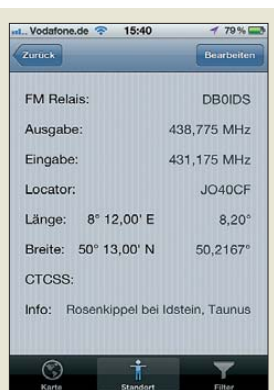 Vodafone.de 15:40 79 %
Zurück Bearbeiten
FM Relais: DB0IDS
Ausgabe: 438,775 MHz
Eingabe: 431,175 MHz
Locator: JO40CF
Länge: 8° 12,00' E 8,20°
Breite: 50° 13,00' N 50,2167°
CTCSS:
Info: Rosenkippel bei Idstein, Taunus
Karte Standort Filter